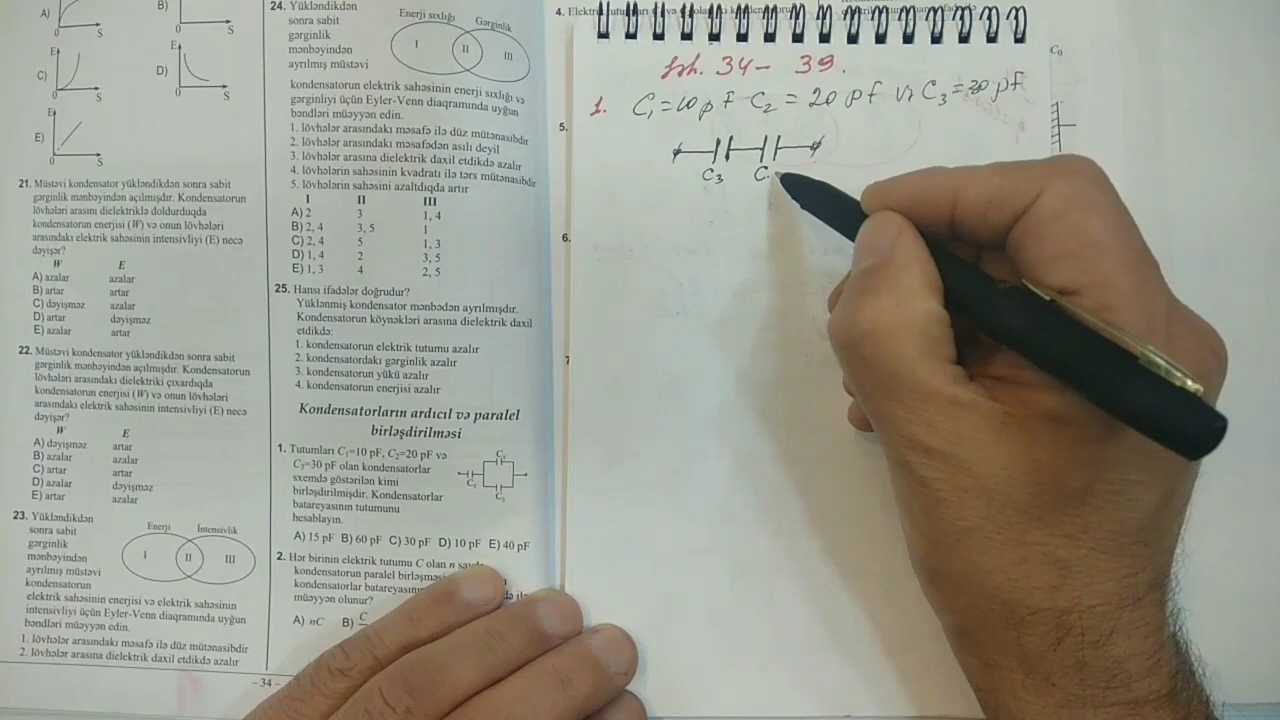 A)
S
B)
S
C)
E
0
S
D)
E
0
S
E)
E
0
S
21. Müstəvi kondensator yükləndikdən sonra sabit
gərginlik mənbəyindən açılmışdır. Kondensatorun
lövhələri arasını dielektriklə doldurduqda
kondensatorun enerjisi (W) və onun lövhələri
arasındakı elektrik sahəsinin intensivliyi (E) necə
dəyişər?
W E
A) azalar azalar
B) artar artar
C) dəyişməz azalar
D) artar dəyişməz
E) azalar artar
22. Müstəvi kondensator yükləndikdən sonra sabit
gərginlik mənbəyindən açılmışdır. Kondensatorun
lövhələri arasındakı dielektriki çıxardıqda
kondensatorun enerjisi (W) və lövhələri
arasındakı elektrik sahəsinin intensivliyi (E) necə
dəyişər?
W E
A) dəyişməz artar
B) azalar azalar
C) artar artar
D) azalar dəyişməz
E) artar azalar
23. Yükləndikdən
sonra sabit
gərginlik
mənbəyindən
ayrılmış müstəvi
kondensatorun
Enerji İntensivlik
I II III
elektrik sahəsinin enerjisi və elektrik sahəsinin
intensivliyi üçün Eyler-Venn diaqramında uyğun
bəndləri müəyyən edin.
1. lövhələr arasındakı məsafə ilə düz mütənasibdir
2. lövhələr arasına dielektrik daxil etdikdə azalır
– 34 –
24. Yükləndikdən
sonra sabit
gərginlik
mənbəyindən
ayrılmış müstəvi
Enerji sıxlığı Gərginlik
I II III
kondensatorun elektrik sahəsinin enerji sıxlığı və
gərginliyi üçün Eyler-Venn diaqramında uyğun
bəndləri müəyyən edin.
1. lövhələr arasındakı məsafə ilə düz mütənasibdir
2. lövhələr arasındakı məsafədən asılı deyil
3. lövhələr arasına dielektrik daxil etdikdə azalır
4. lövhələrin sahəsinin kvadratı ilə tərs mütənasibdir
5. lövhələrin sahəsini azaltdıqda artır
I II III
A) 2 3 1, 4
B) 2, 4 3, 5 1
C) 2, 4 5 1, 3
D) 1, 4 2 3, 5
E) 1, 3 4 2, 5
25. Hansı ifadələr doğrudur?
Yüklənmiş kondensator mənbədən ayrılmışdır.
Kondensatorun köynəkləri arasına dielektrik daxil
etdikdə:
1. kondensatorun elektrik tutumu azalır
2. kondensatordakı gərginlik azalır
3. kondensatorun yükü azalır
4. kondensatorun enerjisi azalır
Kondensatorların ardıcıl və paralel
birləşdirilməsi
1. Tutumları C₁=10 pF, C₂=20 pF və
C₃=30 pF olan kondensatorlar
sxemdə göstərilən kimi
birləşdirilmişdir. Kondensatorlar
batareyasının tutumunu
hesablayın.
A) 15 pF B) 60 pF C) 30 pF D) 10 pF E) 40 pF
2. Hər birinin elektrik tutumu C olan n
kondensatorun paralel
kondensatorlar
müəyyən olunur?
A) nC B) C
4.
5.
6.
7
C₀
səh. 34 – 39.
1. C₁=10 pF C₂ = 20 pF və C₃ = 30 pF
C₃ C